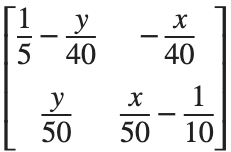 [ 1/5 − y/40   − x/40 ]
[ y/50   x/50 − 1/10 ]